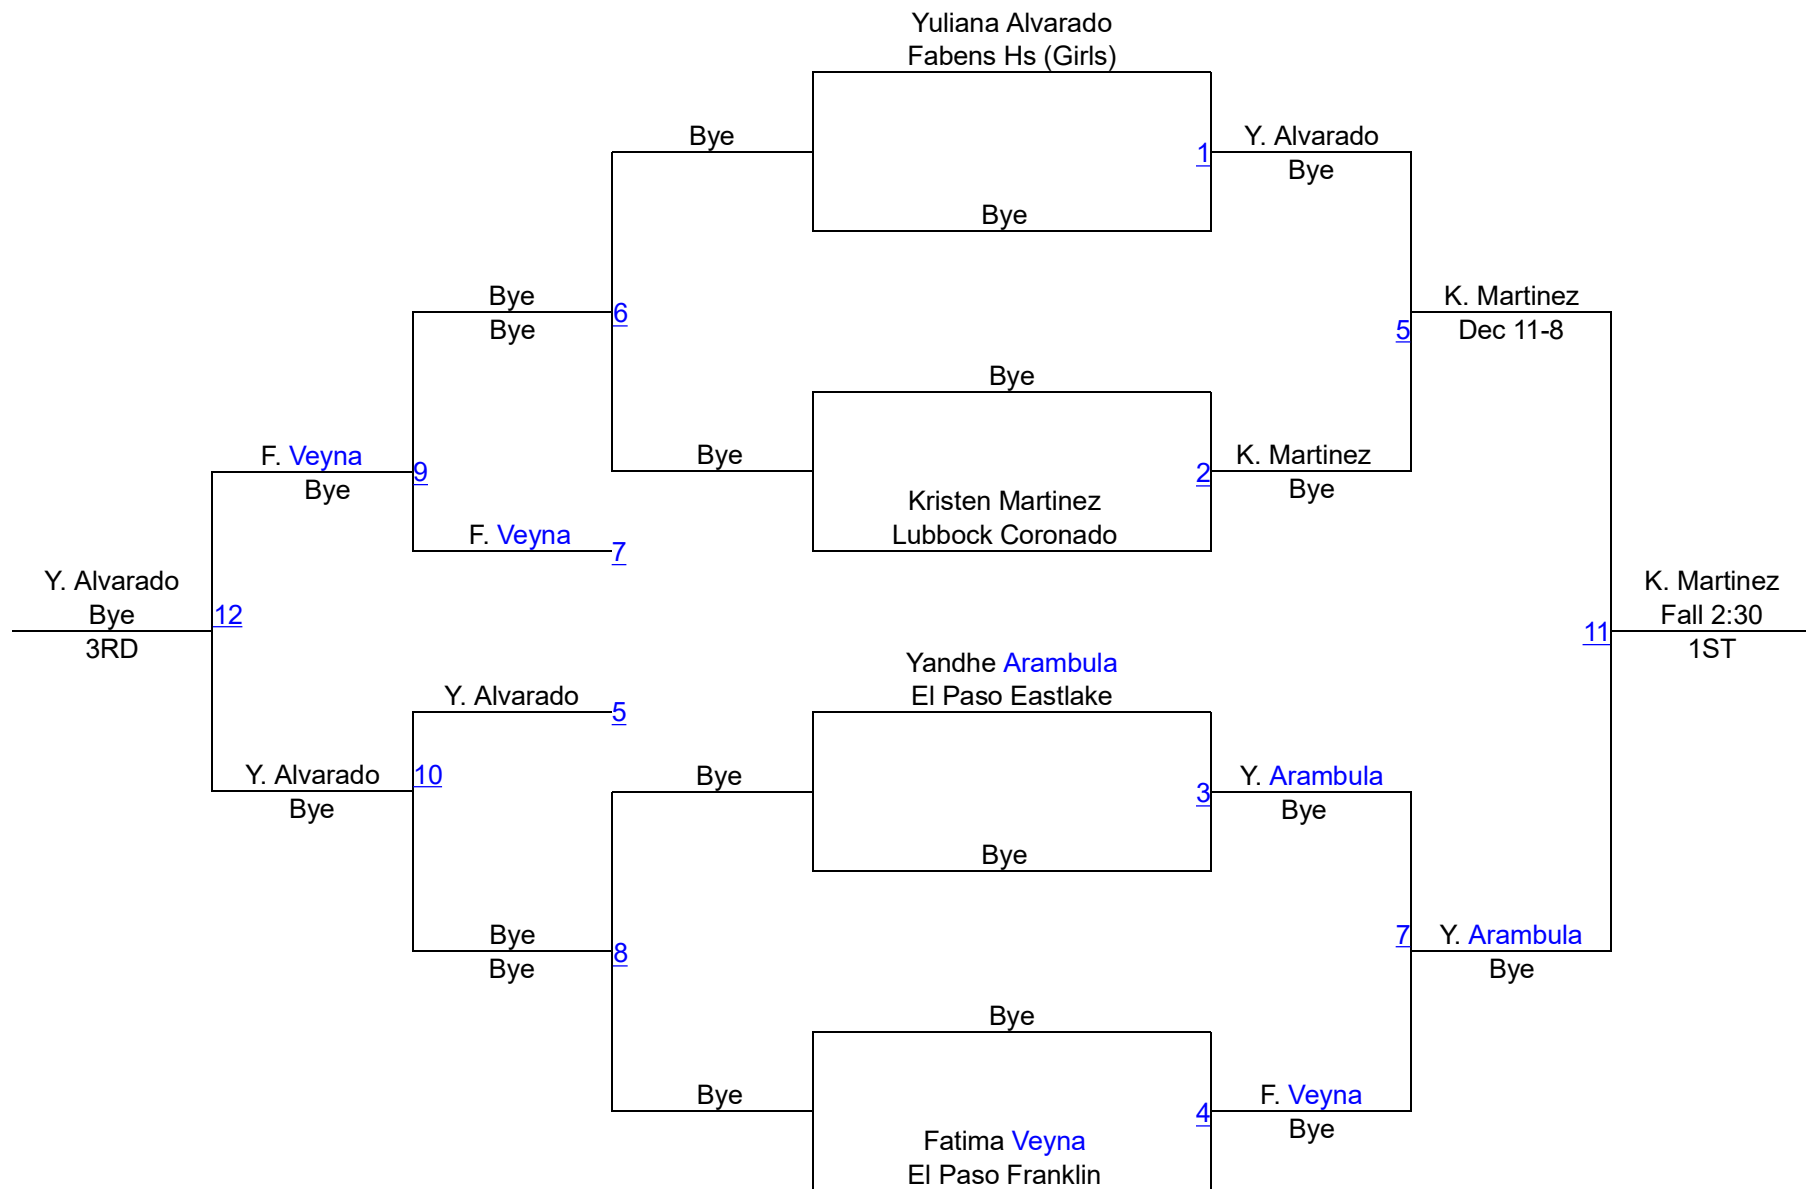 Yuliana Alvarado
Fabens Hs (Girls)
Bye
1
Y. Alvarado
Bye
Bye
Bye
Bye
6
K. Martinez
Dec 11-8
5
Bye
F. Veyna
Bye
9
Bye
2
K. Martinez
Bye
Kristen Martinez
Lubbock Coronado
F. Veyna
7
Y. Alvarado
Bye
3RD
12
K. Martinez
Fall 2:30
1ST
11
Yandhe Arambula
El Paso Eastlake
Y. Alvarado
5
Y. Alvarado
Bye
10
Bye
3
Y. Arambula
Bye
Bye
Bye
Bye
8
7
Y. Arambula
Bye
Bye
Bye
4
F. Veyna
Bye
Fatima Veyna
El Paso Franklin